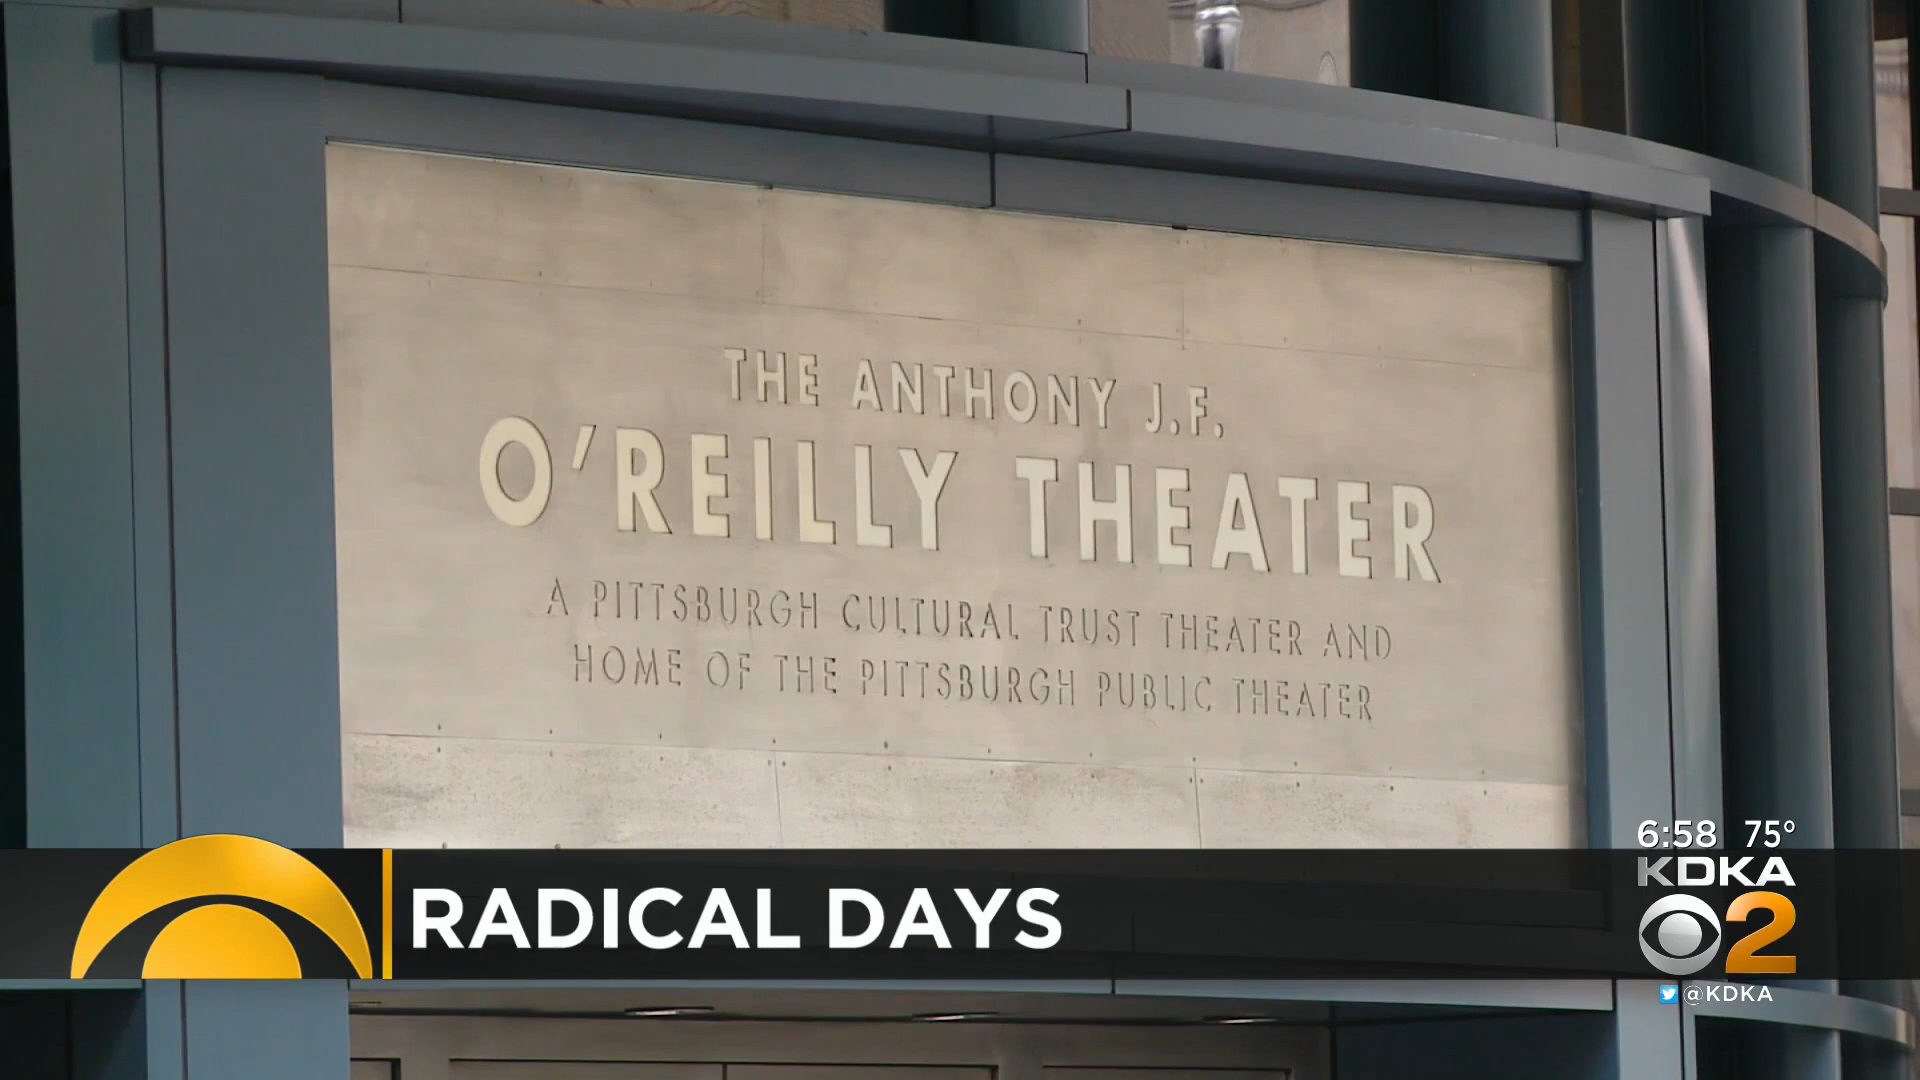 THE ANTHONY J.F.
O'REILLY THEATER
A PITTSBURGH CULTURAL TRUST THEATER AND
HOME OF THE PITTSBURGH PUBLIC THEATER
RADICAL DAYS
6:58 75°
KDKA
2
@KDKA